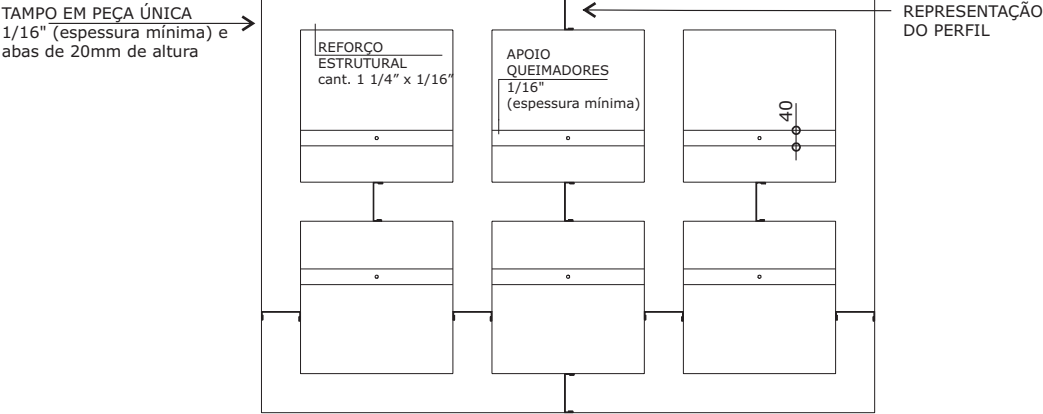 TAMPO EM PEÇA ÚNICA
1/16" (espessura mínima) e
abas de 20mm de altura
REPRESENTAÇÃO
DO PERFIL
REFORÇO
ESTRUTURAL
cant. 1 1/4” x 1/16”
APOIO
QUEIMADORES
1/16"
(espessura mínima)
40